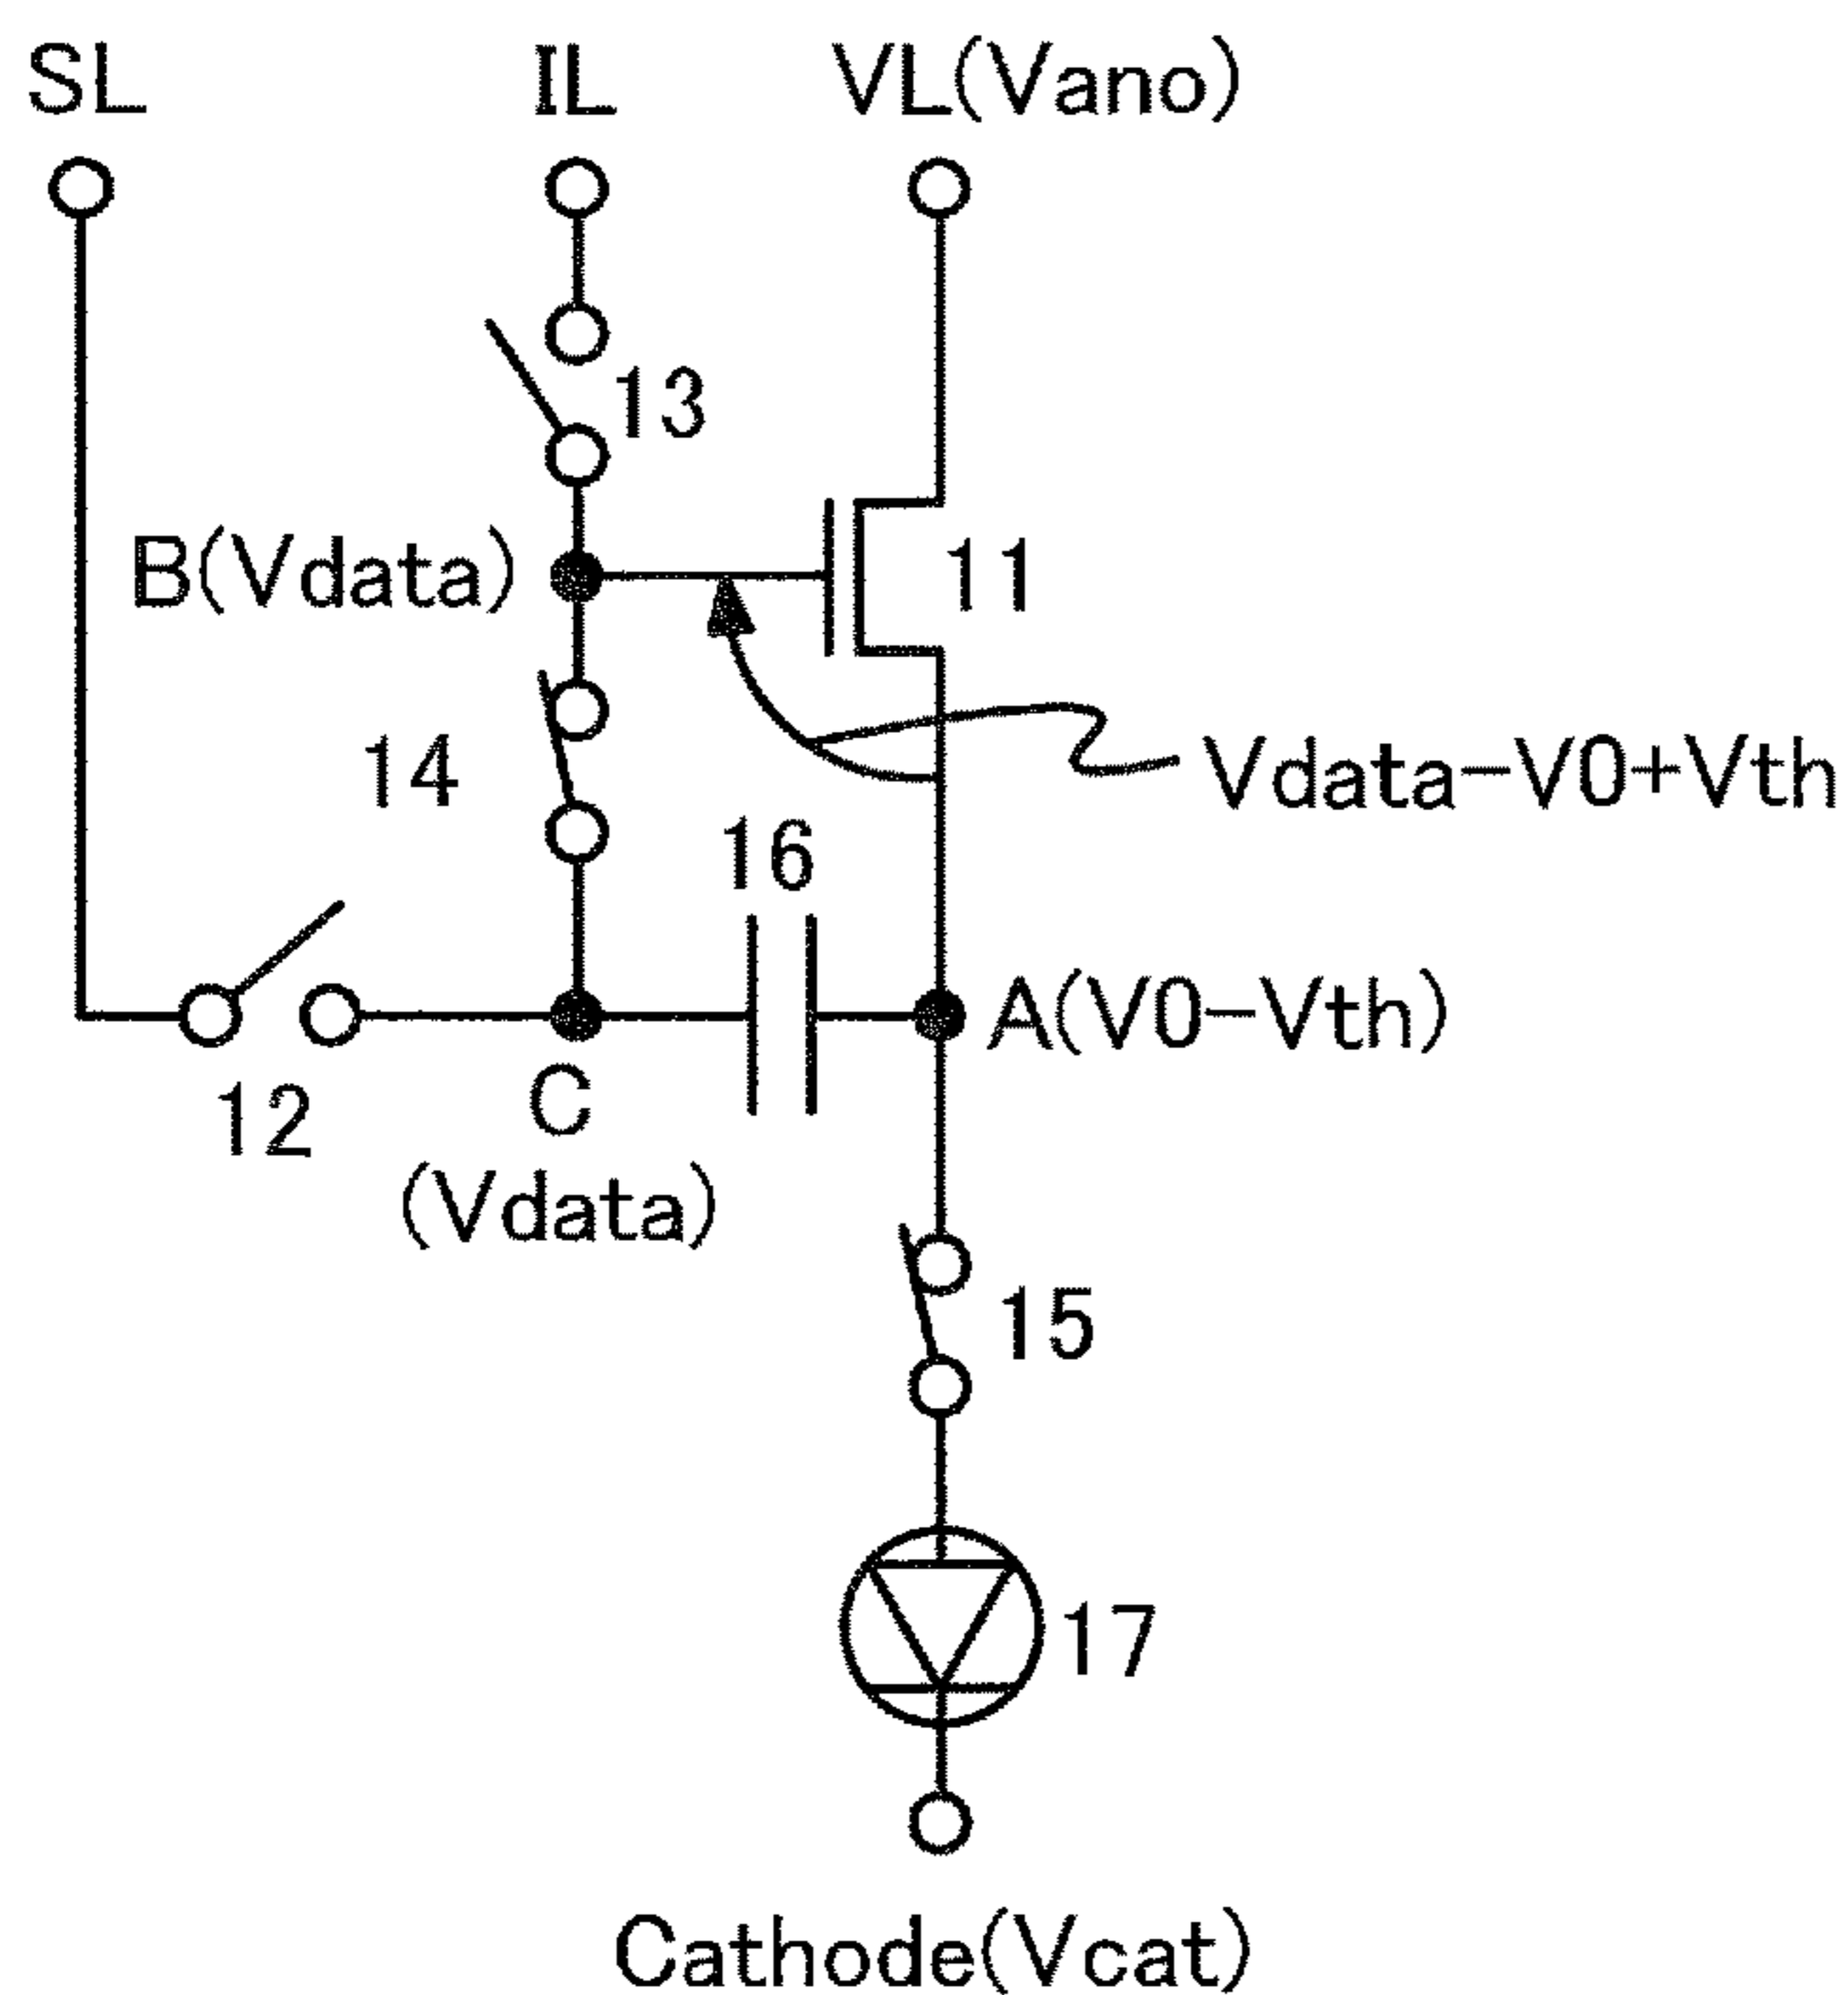 SL IL VL(Vano)
13
B(Vdata) 11
14 Vdata-V0+Vth
16
A(V0-Vth)
12 C
(Vdata)
15
17
Cathode(Vcat)